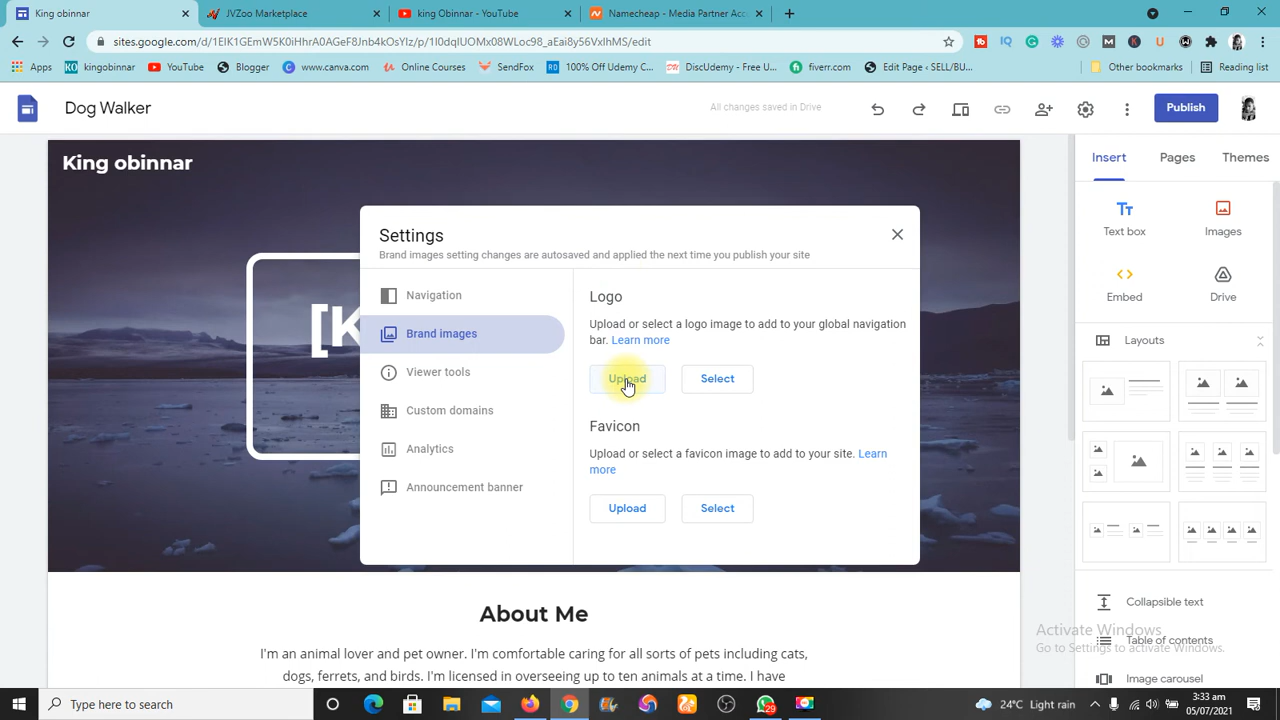 King obinnar
JVZoo Marketplace
king Obinnar - YouTube
Namecheap - Media Partner Acc
sites.google.com/d/1EIK1GEmW5K0iHhrA0AGeF8Jnb4kOsYlz/p/1I0dqlUOMx08WLoc98_aEai8y56VxIhMS/edit
Apps
kingobinnar
YouTube
Blogger
www.canva.com
Online Courses
SendFox
100% Off Udemy C...
DiscUdemy - Free U...
fiverr.com
Edit Page ‹ SELL/BU...
Other bookmarks
Reading list
Dog Walker
All changes saved in Drive
Publish
King obinnar
[K
Settings
Brand images setting changes are autosaved and applied the next time you publish your site
Navigation
Brand images
Viewer tools
Custom domains
Analytics
Announcement banner
Logo
Upload or select a logo image to add to your global navigation
bar. Learn more
Upload
Select
Favicon
Upload or select a favicon image to add to your site. Learn
more
Upload
Select
About Me
I'm an animal lover and pet owner. I'm comfortable caring for all sorts of pets including cats,
dogs, ferrets, and birds. I'm licensed in overseeing up to ten animals at a time. I have
Insert
Pages
Themes
Text box
Images
Embed
Drive
Layouts
Collapsible text
Table of contents
Image carousel
Activate Windows
Go to Settings to activate Windows.
Type here to search
29
24°C Light rain
3:33 pm
05/07/2021